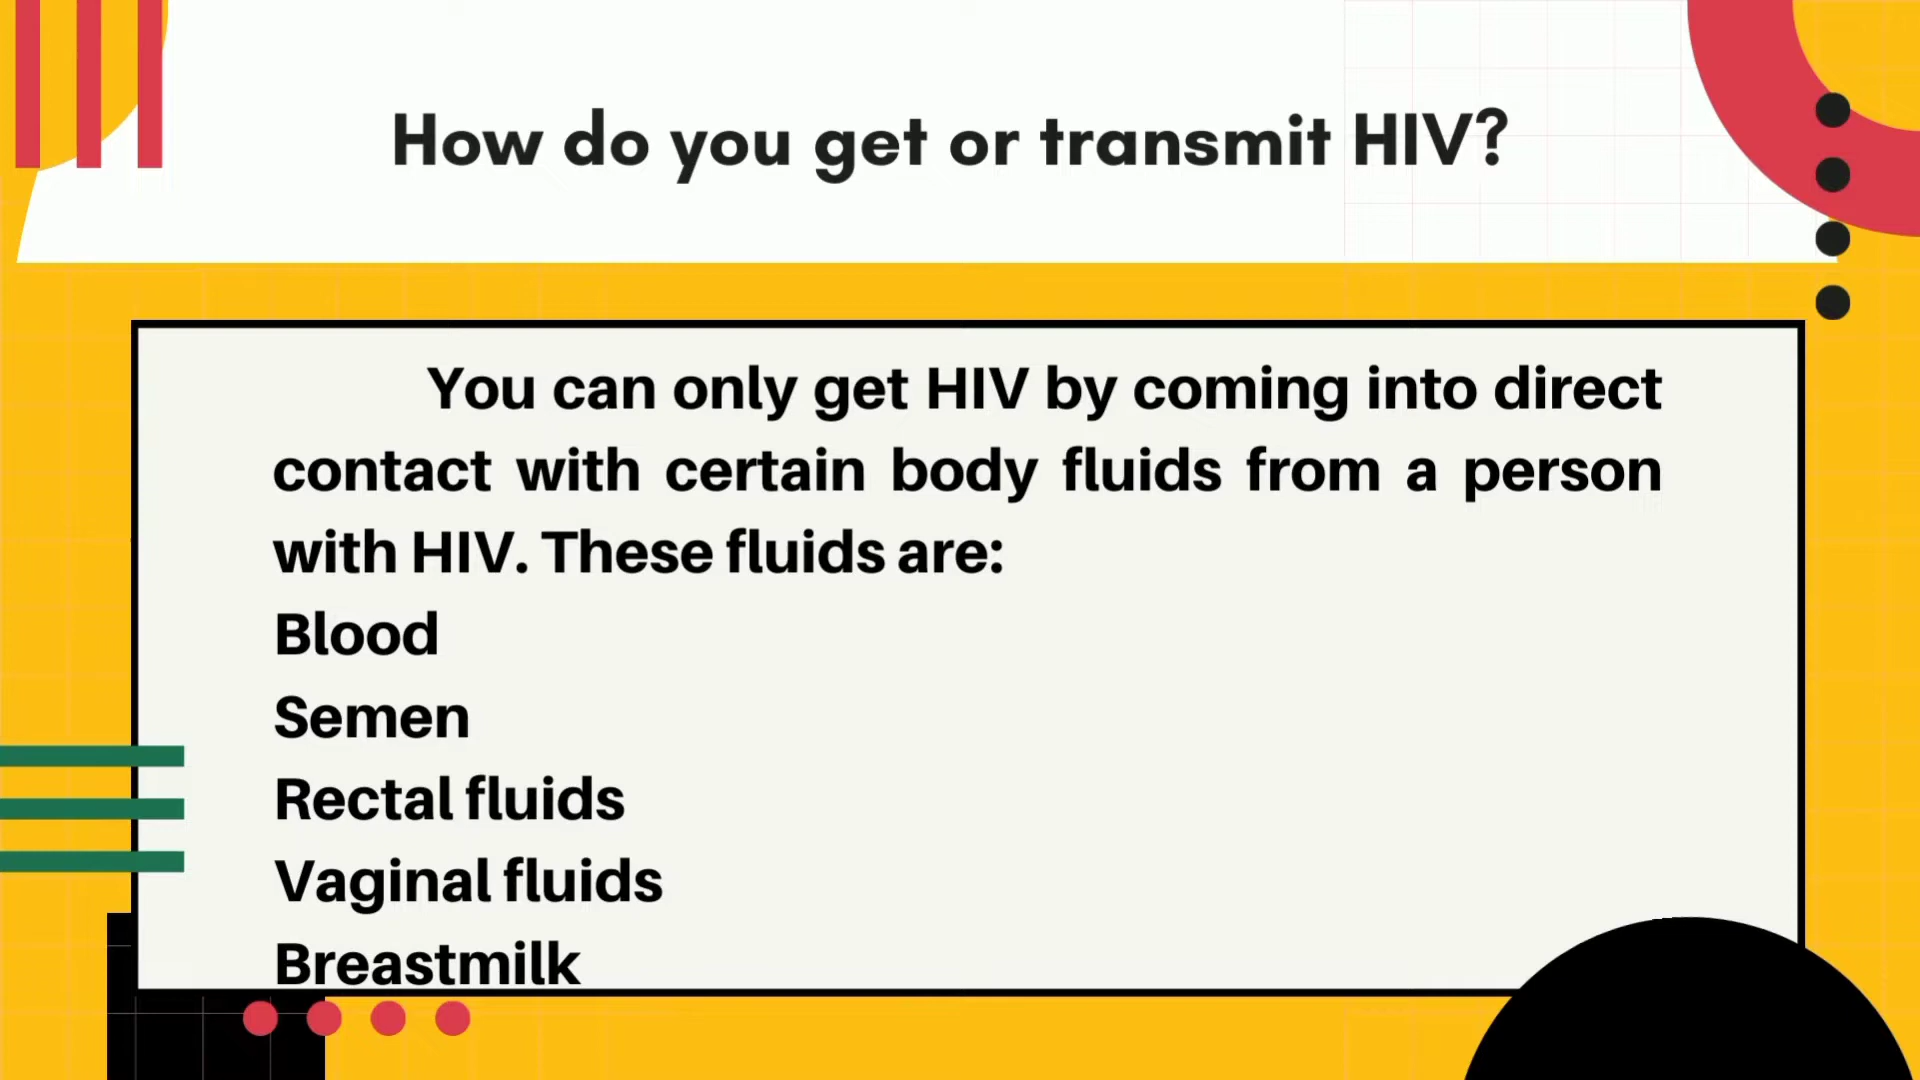 How do you get or transmit HIV?
You can only get HIV by coming into direct
contact with certain body fluids from a person
with HIV. These fluids are:
Blood
Semen
Rectal fluids
Vaginal fluids
Breastmilk